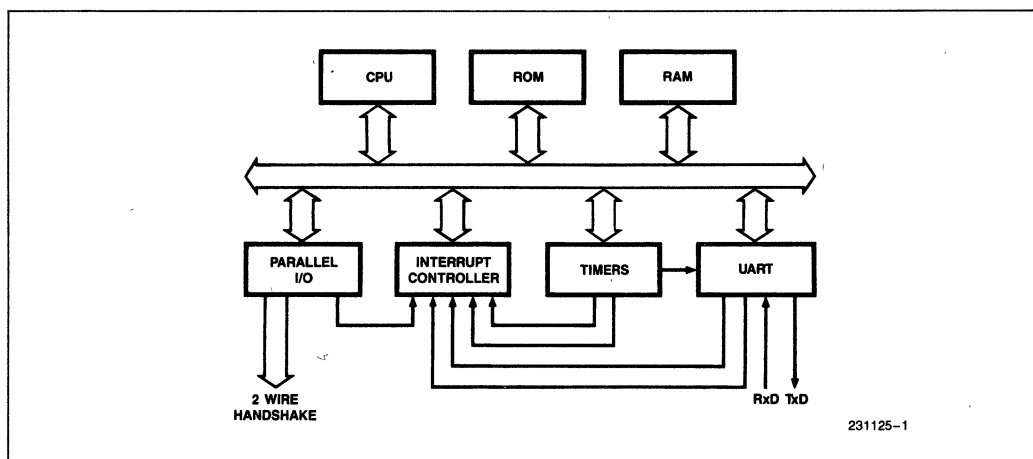 CPU
ROM
RAM
PARALLEL
I/O
INTERRUPT
CONTROLLER
TIMERS
UART
2 WIRE
HANDSHAKE
RxD TxD
231125-1